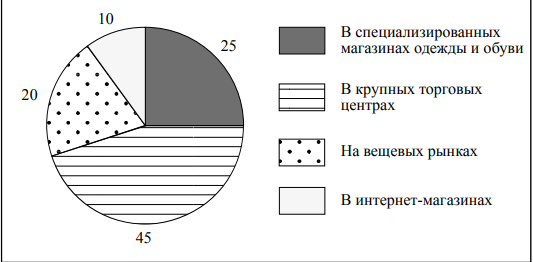 10
25
20
45
В специализированных
магазинах одежды и обуви
В крупных торговых
центрах
На вещевых рынках
В интернет-магазинах